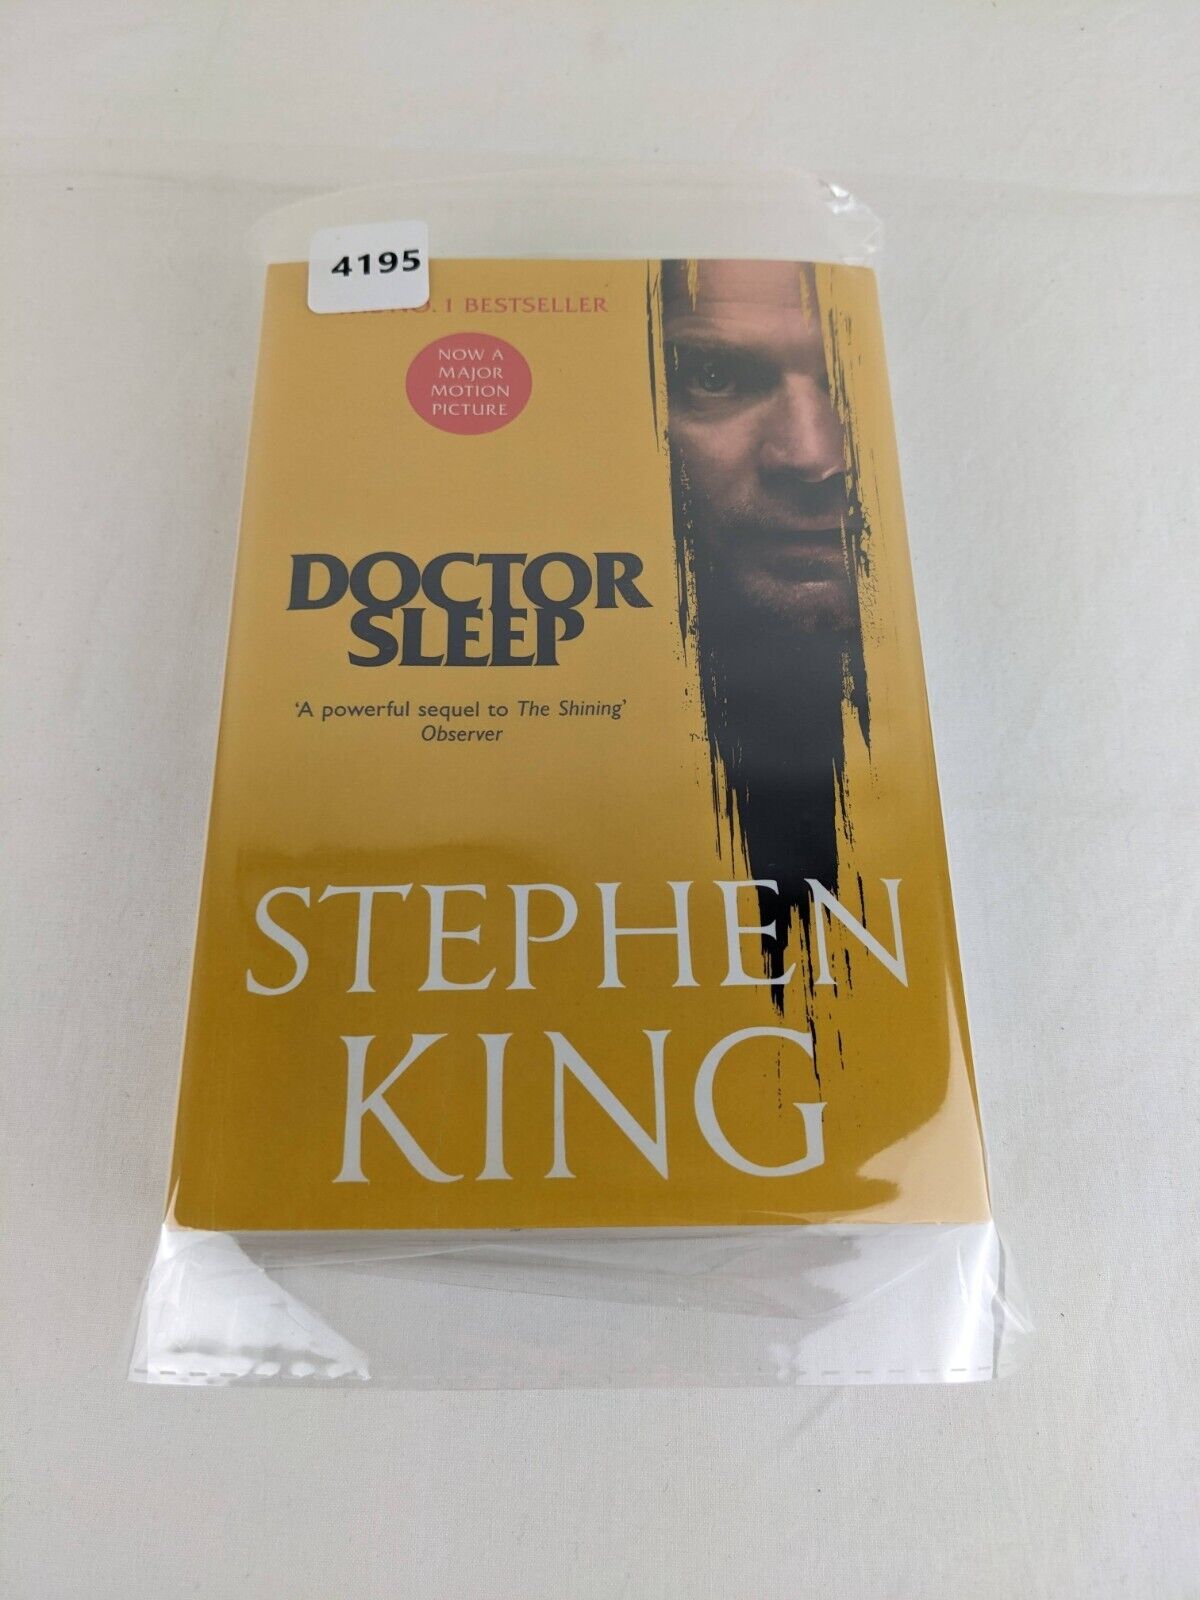 4195
NO. 1 BESTSELLER
NOW A
MAJOR
MOTION
PICTURE
DOCTOR
SLEEP
‘A powerful sequel to The Shining’
Observer
STEPHEN
KING